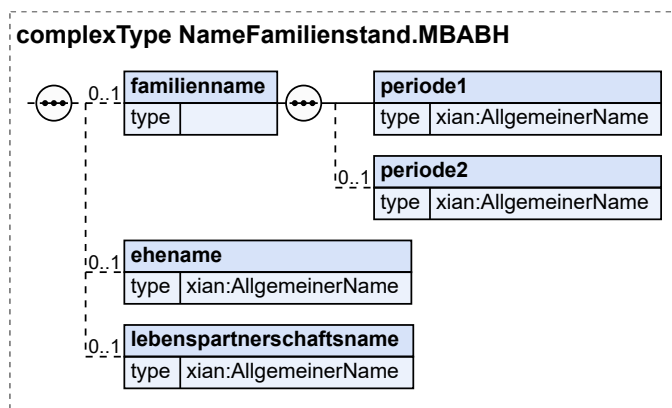 complexType NameFamilienstand.MBABH
0..1 familienname
type
periode1
type xian:AllgemeinerName
0..1 periode2
type xian:AllgemeinerName
0..1 ehename
type xian:AllgemeinerName
0..1 lebenspartnerschaftsname
type xian:AllgemeinerName